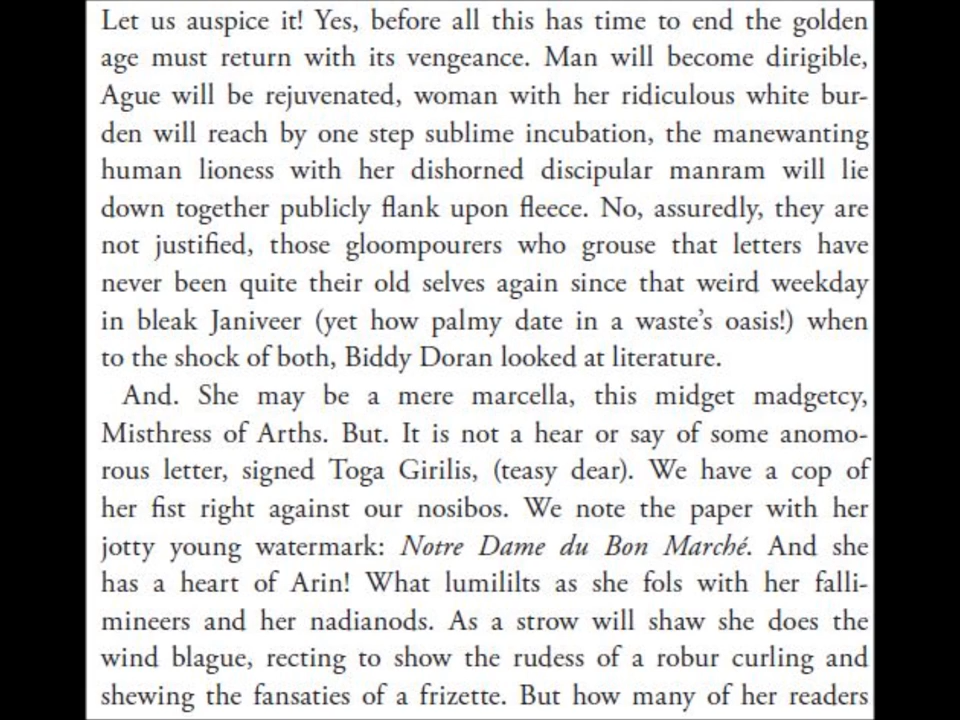 Let us auspice it! Yes, before all this has time to end the golden
age must return with its vengeance. Man will become dirigible,
Ague will be rejuvenated, woman with her ridiculous white bur-
den will reach by one step sublime incubation, the manewanting
human lioness with her dishorned discipular manram will lie
down together publicly flank upon fleece. No, assuredly, they are
not justified, those gloompourers who grouse that letters have
never been quite their old selves again since that weird weekday
in bleak Janiveer (yet how palmy date in a waste's oasis!) when
to the shock of both, Biddy Doran looked at literature.
And. She may be a mere marcella, this midget madgetcy,
Misthress of Arths. But. It is not a hear or say of some anomo-
rous letter, signed Toga Girilis, (teasy dear). We have a cop of
her fist right against our nosibos. We note the paper with her
jotty young watermark: Notre Dame du Bon Marché. And she
has a heart of Arin! What lumililts as she fols with her falli-
mineers and her nadianods. As a strow will shaw she does the
wind blague, recting to show the rudess of a robur curling and
shewing the fansaties of a frizette. But how many of her readers